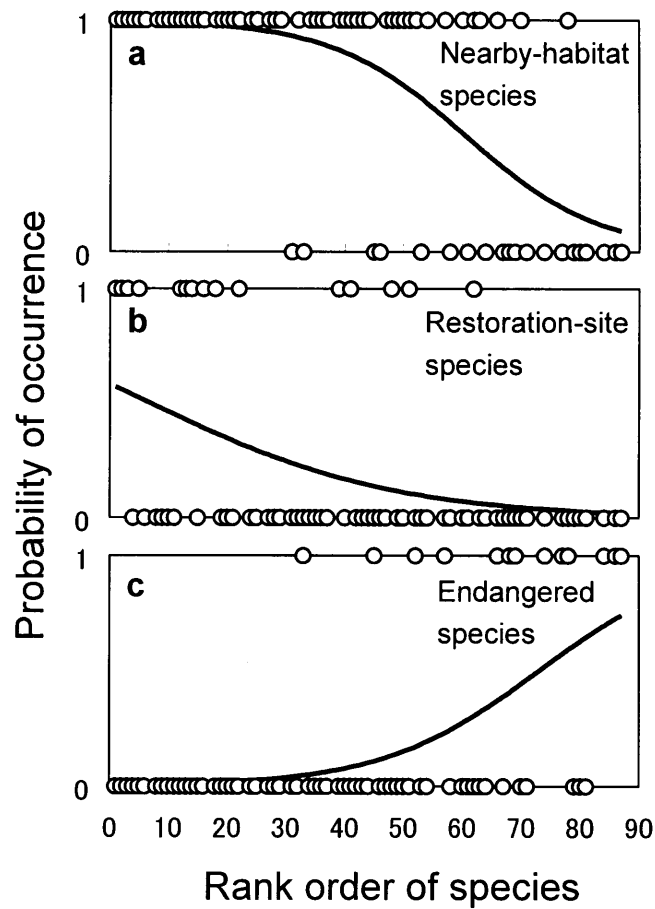 Probability of occurrence
1
a
Nearby-habitat
species
0
1
b
Restoration-site
species
0
1
c
Endangered
species
0
0 10 20 30 40 50 60 70 80 90
Rank order of species